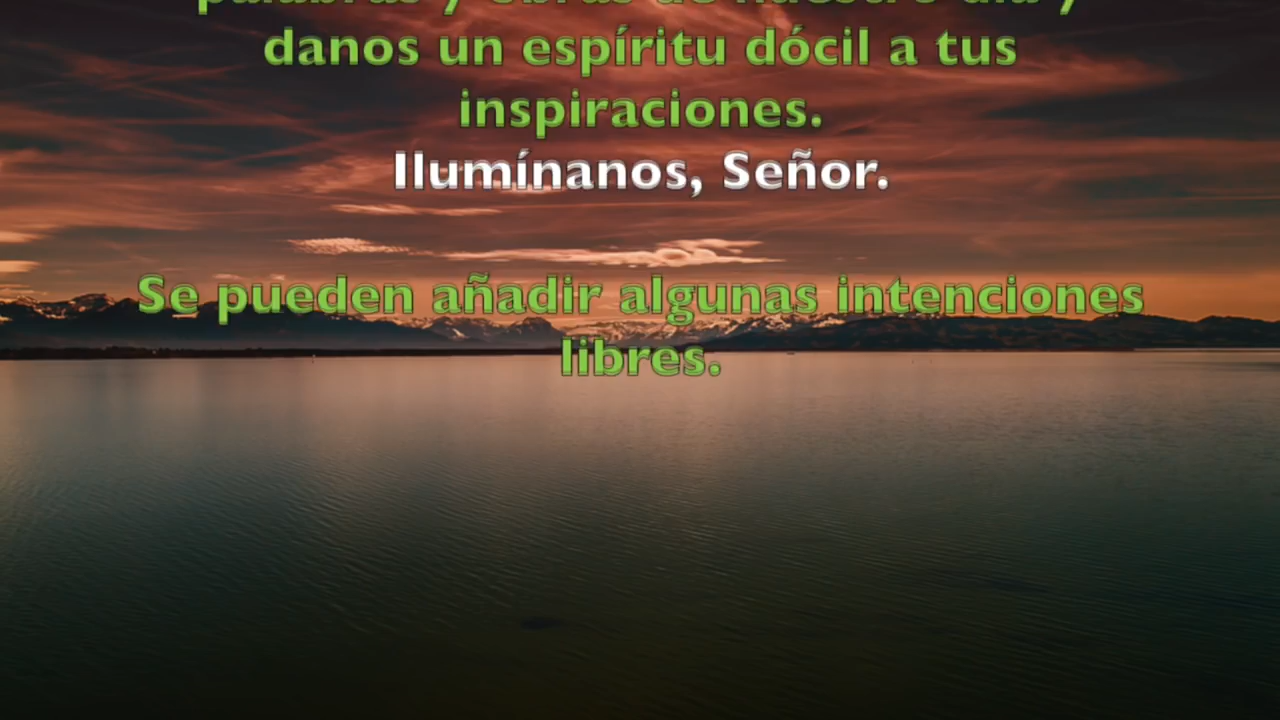 palabras y obras de nuestro día y
danos un espíritu dócil a tus
inspiraciones.
Ilumínanos, Señor.
Se pueden añadir algunas intenciones
libres.